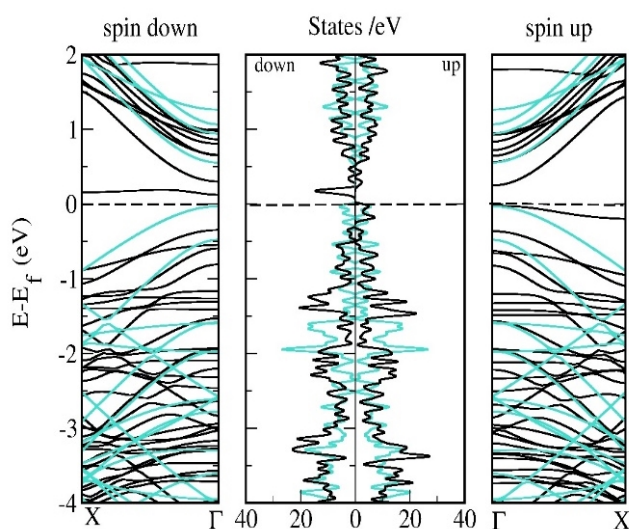 spin down
States /eV
spin up
down
up
2
1
0
-1
-2
-3
-4
E-E_f (eV)
X
Γ
40
20
0
20
40
Γ
X